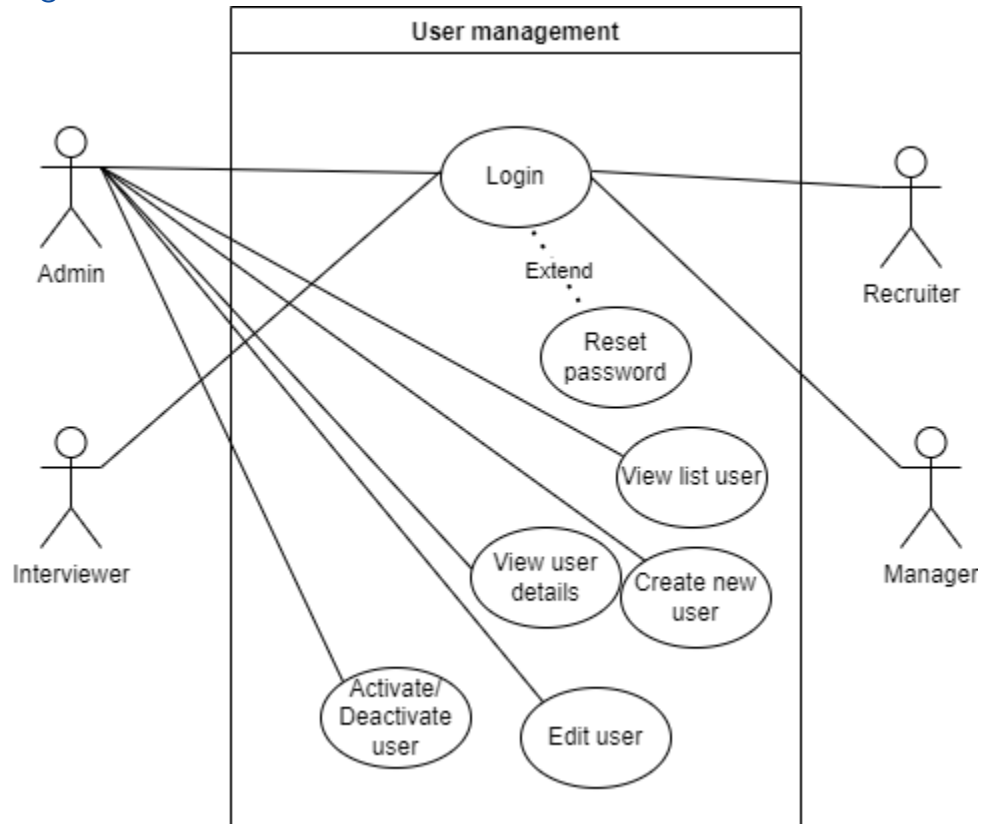 User management
Login
Admin
Extend
Recruiter
Reset
password
View list user
View user
details
Create new
user
Interviewer
Manager
Activate/
Deactivate
user
Edit user